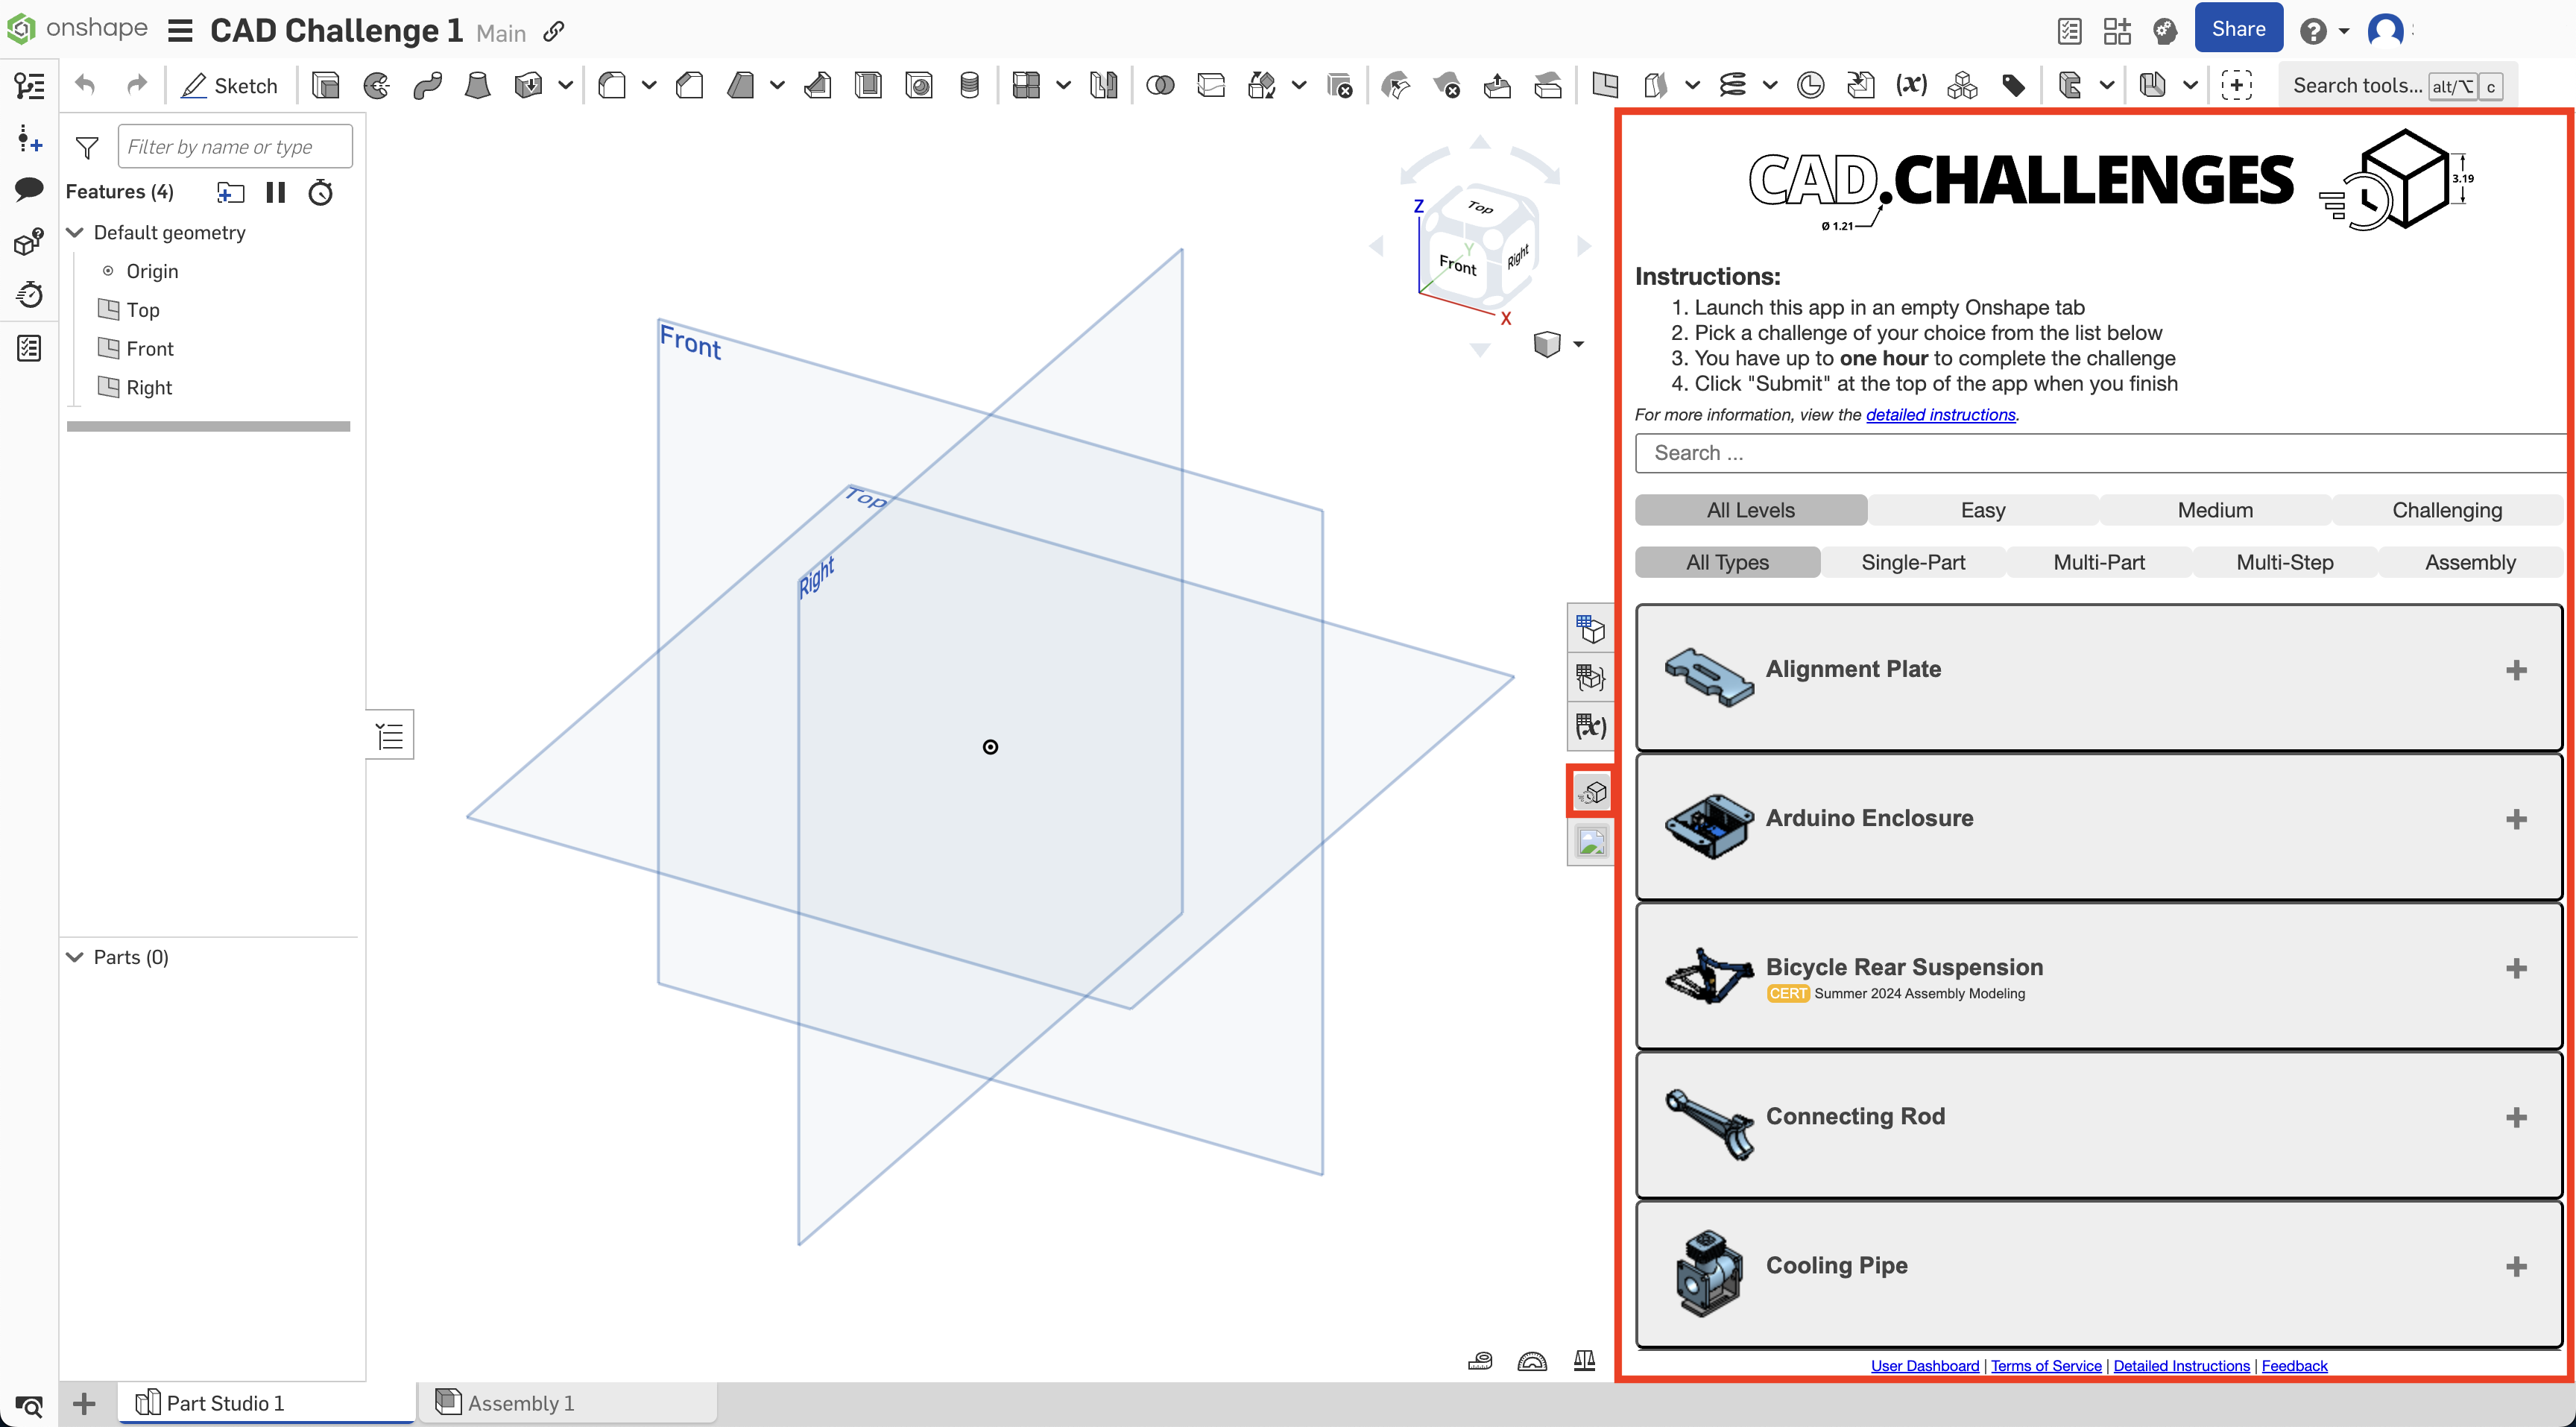 onshape CAD Challenge 1 Main Share
Sketch Search tools... alt/⌥ c
Filter by name or type
Features (4)
Default geometry
Origin
Top
Front
Right
Parts (0)
Front
Top
Right
Z
Top
Y
Front
Right
X
CAD.CHALLENGES
Ø 1.21
3.19
Instructions:
1. Launch this app in an empty Onshape tab
2. Pick a challenge of your choice from the list below
3. You have up to one hour to complete the challenge
4. Click "Submit" at the top of the app when you finish
For more information, view the detailed instructions.
Search ...
All Levels Easy Medium Challenging
All Types Single-Part Multi-Part Multi-Step Assembly
Alignment Plate
Arduino Enclosure
Bicycle Rear Suspension
CERT Summer 2024 Assembly Modeling
Connecting Rod
Cooling Pipe
User Dashboard | Terms of Service | Detailed Instructions | Feedback
Part Studio 1 Assembly 1